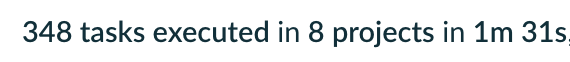 348 tasks executed in 8 projects in 1m 31s,